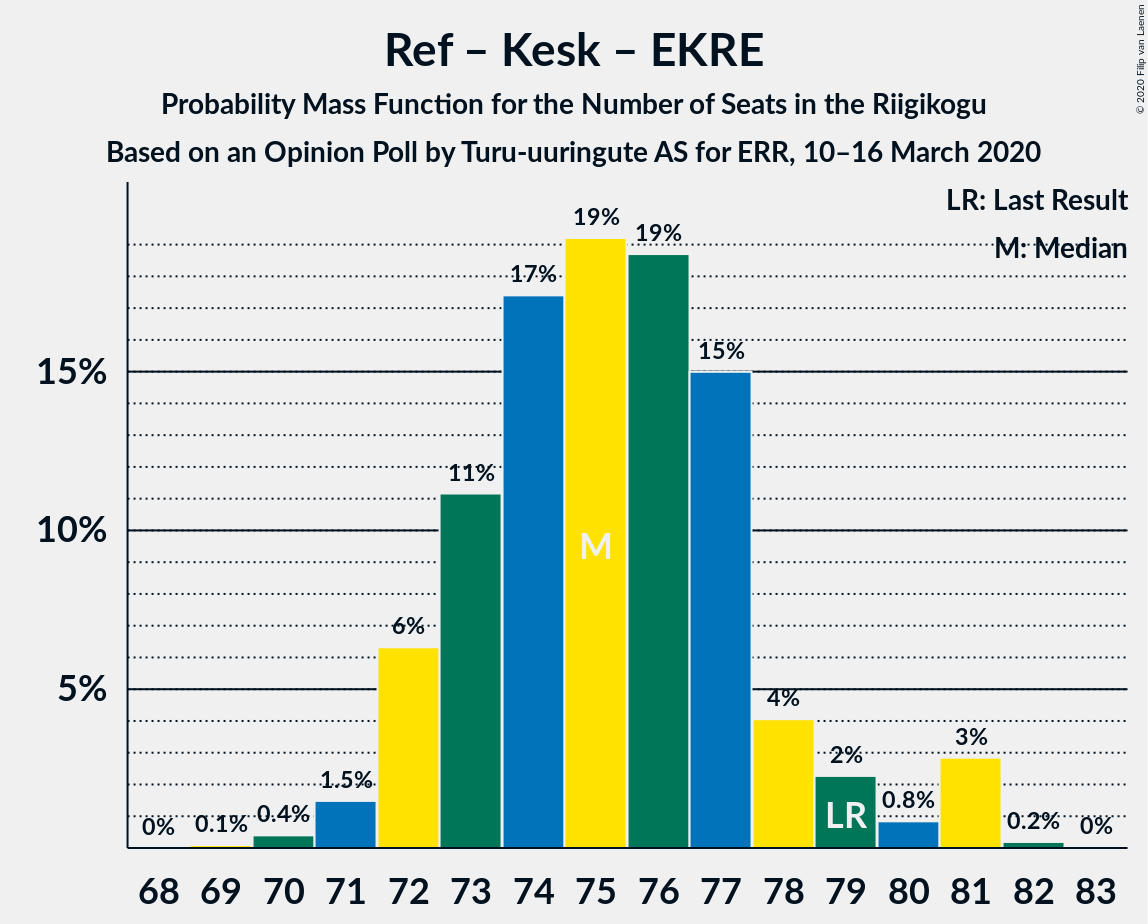 Ref – Kesk – EKRE
Probability Mass Function for the Number of Seats in the Riigikogu
Based on an Opinion Poll by Turu-uuringute AS for ERR, 10–16 March 2020
© 2020 Filip van Laenen
LR: Last Result
M: Median
19%
19%
17%
15%
15%
11%
10%
M
6%
5%
4%
3%
2%
1.5%
0.8%
0.4%
0.2%
0.1%
0%
0%
LR
68 69 70 71 72 73 74 75 76 77 78 79 80 81 82 83